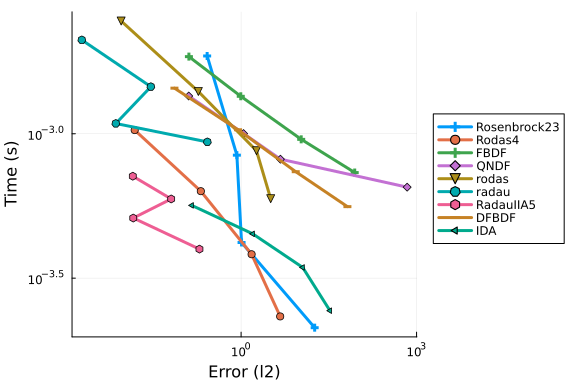 Time (s)
10^−3.0
10^−3.5
10^0
10^3
Error (l2)
Rosenbrock23
Rodas4
FBDF
QNDF
rodas
radau
RadauIIA5
DFBDF
IDA